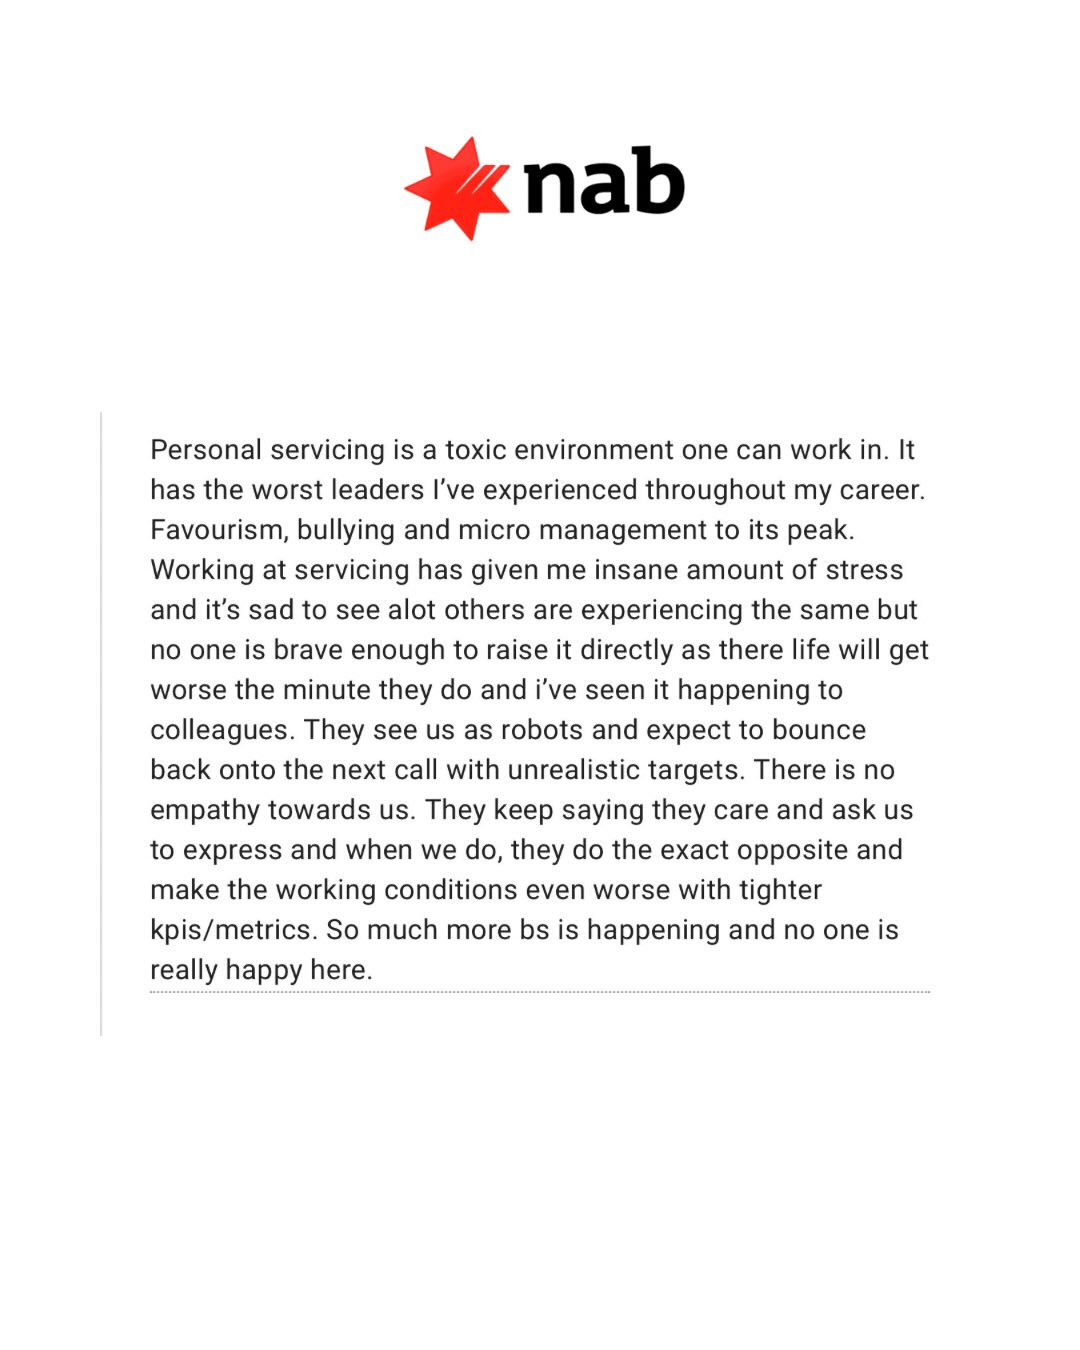 nab
Personal servicing is a toxic environment one can work in. It
has the worst leaders I’ve experienced throughout my career.
Favourism, bullying and micro management to its peak.
Working at servicing has given me insane amount of stress
and it’s sad to see alot others are experiencing the same but
no one is brave enough to raise it directly as there life will get
worse the minute they do and i’ve seen it happening to
colleagues. They see us as robots and expect to bounce
back onto the next call with unrealistic targets. There is no
empathy towards us. They keep saying they care and ask us
to express and when we do, they do the exact opposite and
make the working conditions even worse with tighter
kpis/metrics. So much more bs is happening and no one is
really happy here.